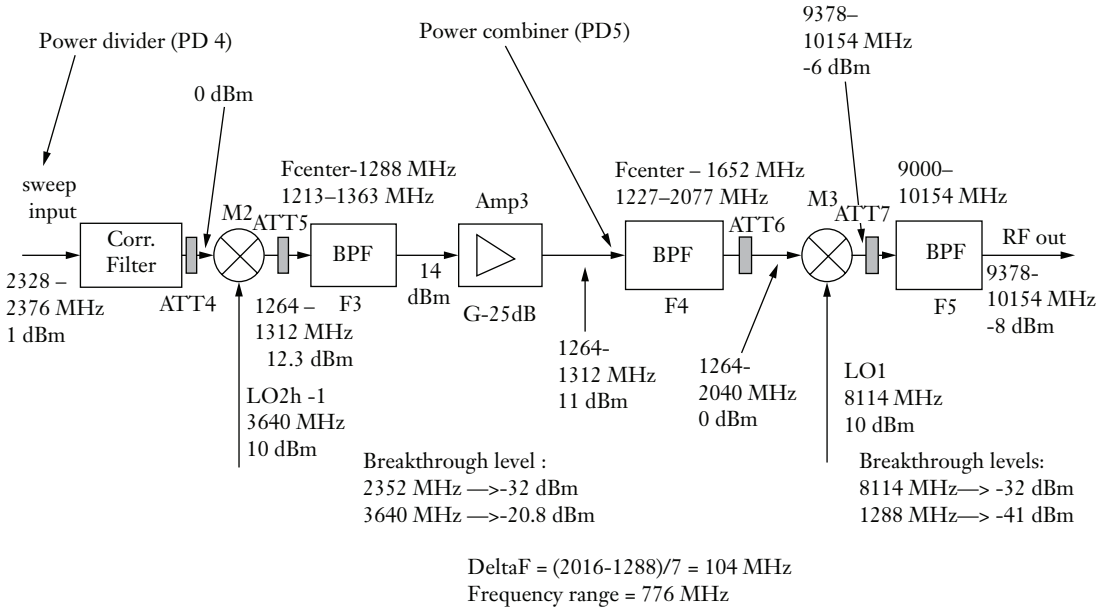 Power divider (PD 4)
0 dBm
sweep
input
Corr.
Filter
2328 –
2376 MHz
1 dBm
ATT4
M2
LO2h -1
3640 MHz
10 dBm
ATT5
1264 –
1312 MHz
12.3 dBm
Fcenter-1288 MHz
1213–1363 MHz
BPF
F3
14
dBm
Amp3
G-25dB
Power combiner (PD5)
1264-
1312 MHz
11 dBm
Fcenter – 1652 MHz
1227–2077 MHz
BPF
F4
ATT6
1264-
2040 MHz
0 dBm
M3
LO1
8114 MHz
10 dBm
9378–
10154 MHz
-6 dBm
ATT7
9000–
10154 MHz
BPF
F5
RF out
9378-
10154 MHz
-8 dBm
Breakthrough level :
2352 MHz —>-32 dBm
3640 MHz —>-20.8 dBm
Breakthrough levels:
8114 MHz—> -32 dBm
1288 MHz—> -41 dBm
DeltaF = (2016-1288)/7 = 104 MHz
Frequency range = 776 MHz